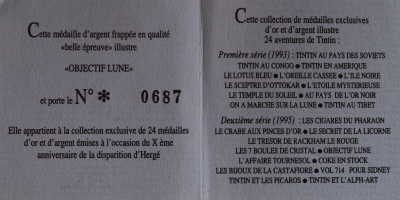 Cette médaille d'argent frappée en qualité
«belle épreuve» illustre
«OBJECTIF LUNE»
et porte le N° * 0687
Elle appartient à la collection exclusive de 24 médailles
d'or et d'argent émises à l'occasion du X ème
anniversaire de la disparition d'Hergé
Cette collection de médailles exclusives
d'or et d'argent illustre
24 aventures de Tintin :
Première série (1993) : TINTIN AU PAYS DES SOVIETS
TINTIN AU CONGO ● TINTIN EN AMERIQUE
LE LOTUS BLEU ● L'OREILLE CASSEE ● L'ILE NOIRE
LE SCEPTRE D'OTTOKAR ● L'ETOILE MYSTERIEUSE
LE TEMPLE DU SOLEIL ● AU PAYS DE L'OR NOIR
ON A MARCHE SUR LA LUNE ● TINTIN AU TIBET
Deuxième série (1995) : LES CIGARES DU PHARAON
LE CRABE AUX PINCES D'OR ● LE SECRET DE LA LICORNE
LE TRESOR DE RACKHAM LE ROUGE
LES 7 BOULES DE CRISTAL ● OBJECTIF LUNE
L'AFFAIRE TOURNESOL ● COKE EN STOCK
LES BIJOUX DE LA CASTAFIORE ● VOL 714 POUR SIDNEY
TINTIN ET LES PICAROS ● TINTIN ET L'ALPH-ART